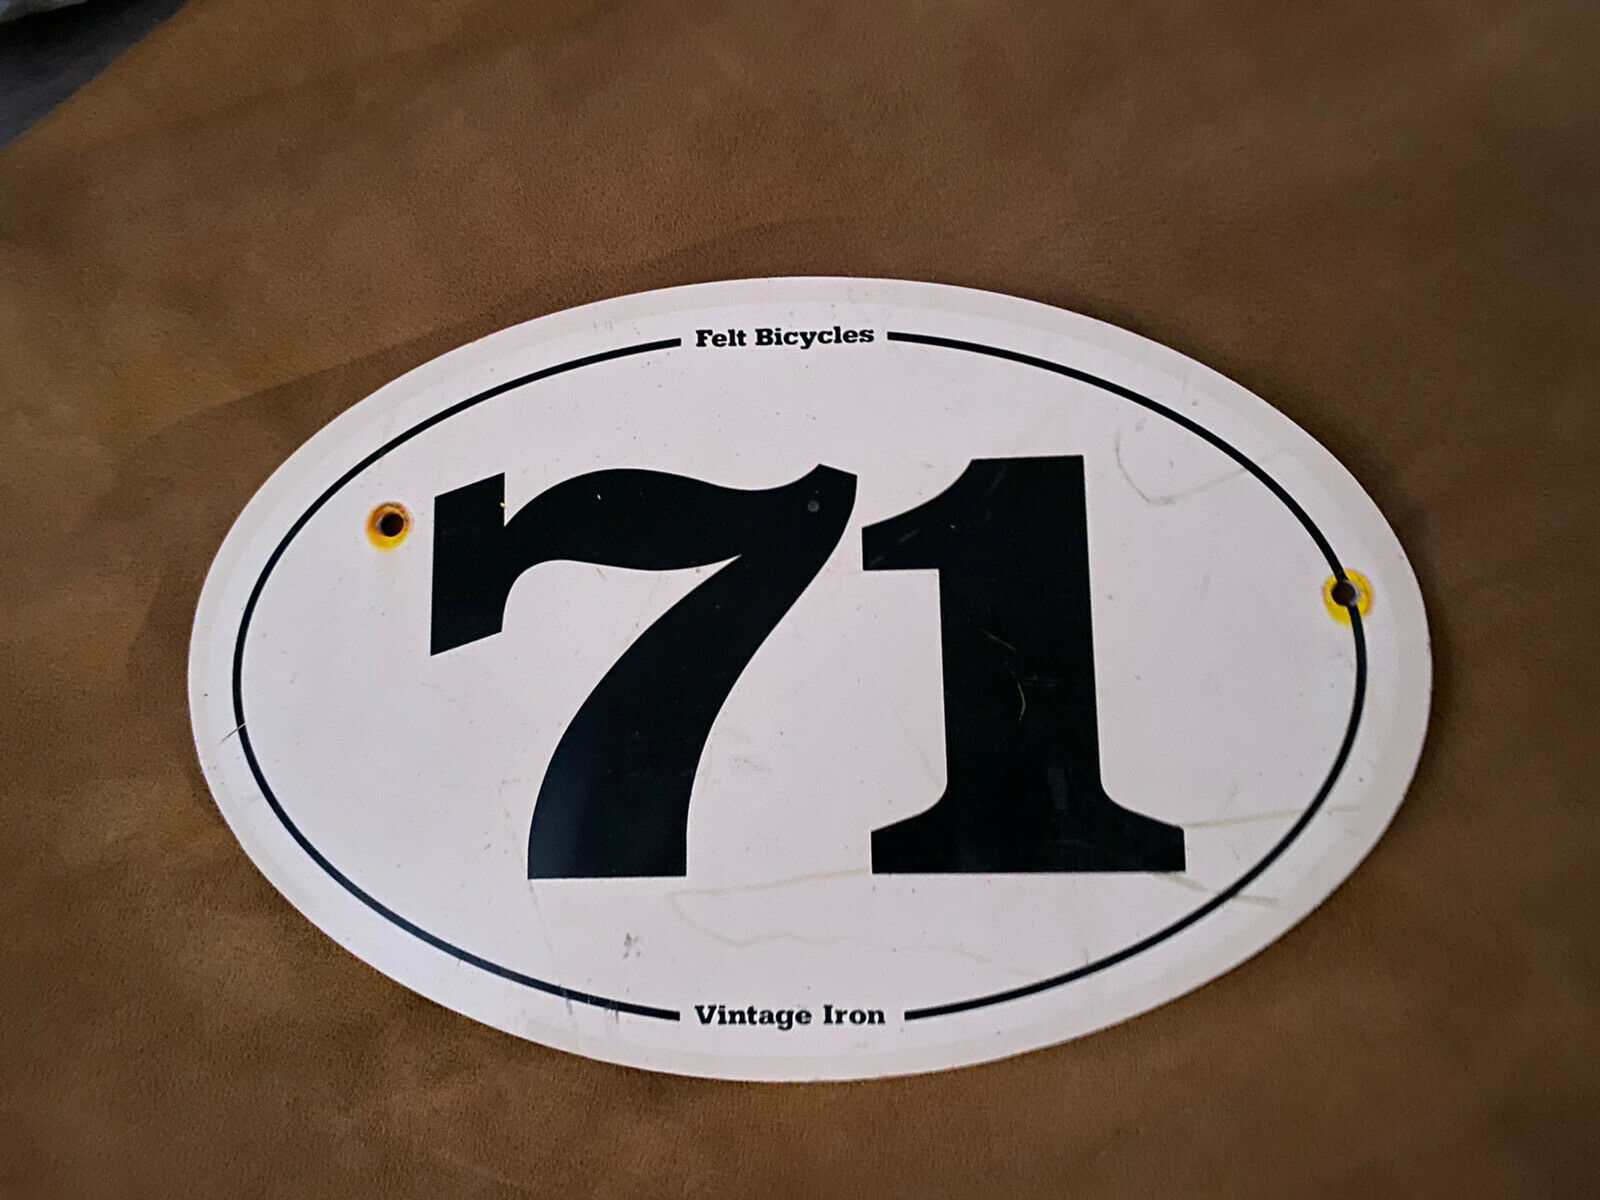 Felt Bicycles
71
Vintage Iron